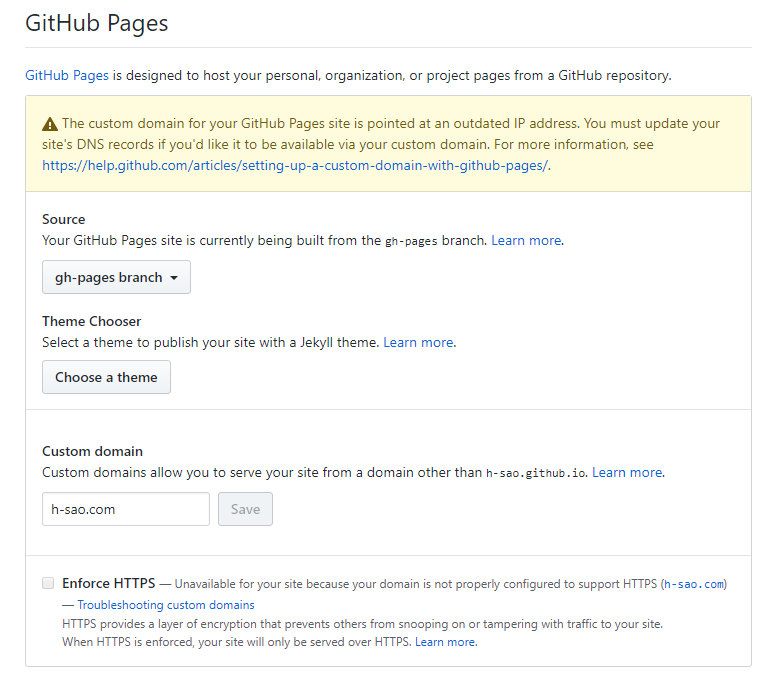 GitHub Pages
GitHub Pages is designed to host your personal, organization, or project pages from a GitHub repository.
The custom domain for your GitHub Pages site is pointed at an outdated IP address. You must update your
site's DNS records if you'd like it to be available via your custom domain. For more information, see
https://help.github.com/articles/setting-up-a-custom-domain-with-github-pages/.
Source
Your GitHub Pages site is currently being built from the gh-pages branch. Learn more.
gh-pages branch
Theme Chooser
Select a theme to publish your site with a Jekyll theme. Learn more.
Choose a theme
Custom domain
Custom domains allow you to serve your site from a domain other than h-sao.github.io. Learn more.
h-sao.com Save
Enforce HTTPS — Unavailable for your site because your domain is not properly configured to support HTTPS (h-sao.com)
— Troubleshooting custom domains
HTTPS provides a layer of encryption that prevents others from snooping on or tampering with traffic to your site.
When HTTPS is enforced, your site will only be served over HTTPS. Learn more.